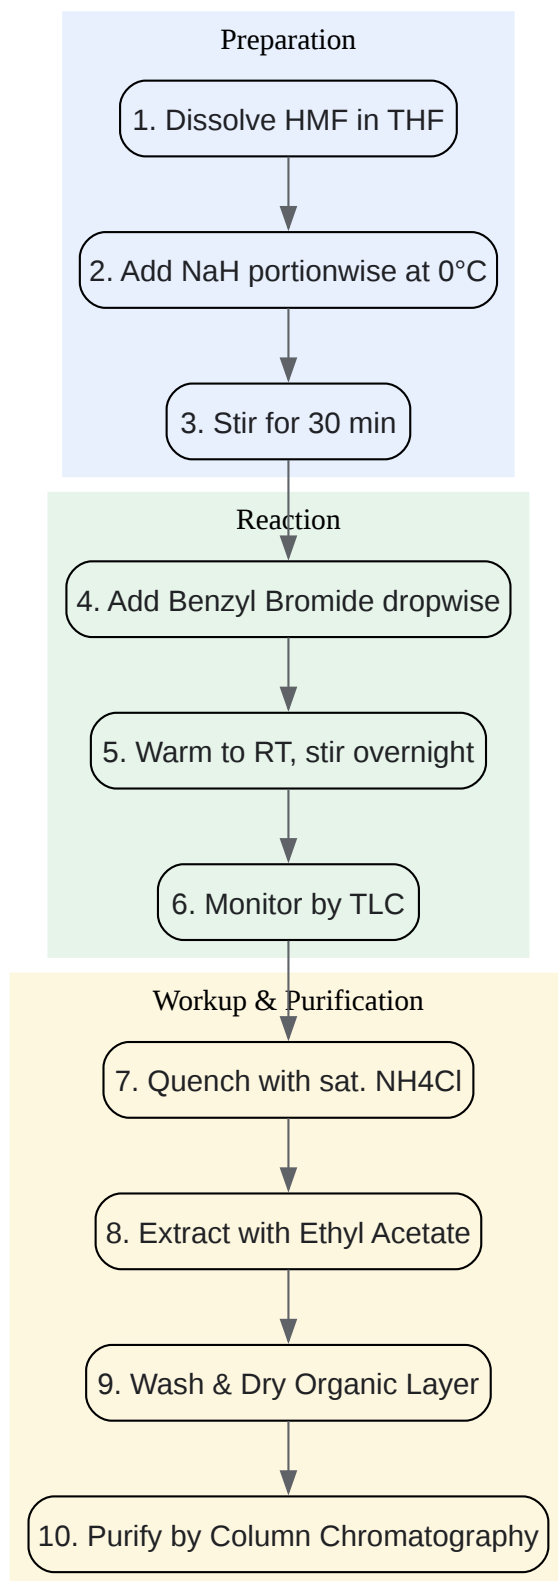 Preparation
1. Dissolve HMF in THF
2. Add NaH portionwise at 0°C
3. Stir for 30 min
Reaction
4. Add Benzyl Bromide dropwise
5. Warm to RT, stir overnight
6. Monitor by TLC
Workup & Purification
7. Quench with sat. NH4Cl
8. Extract with Ethyl Acetate
9. Wash & Dry Organic Layer
10. Purify by Column Chromatography